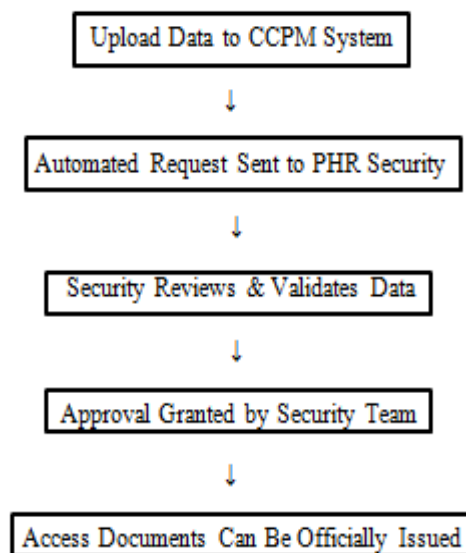 Upload Data to CCPM System
↓
Automated Request Sent to PHR Security
↓
Security Reviews & Validates Data
↓
Approval Granted by Security Team
↓
Access Documents Can Be Officially Issued